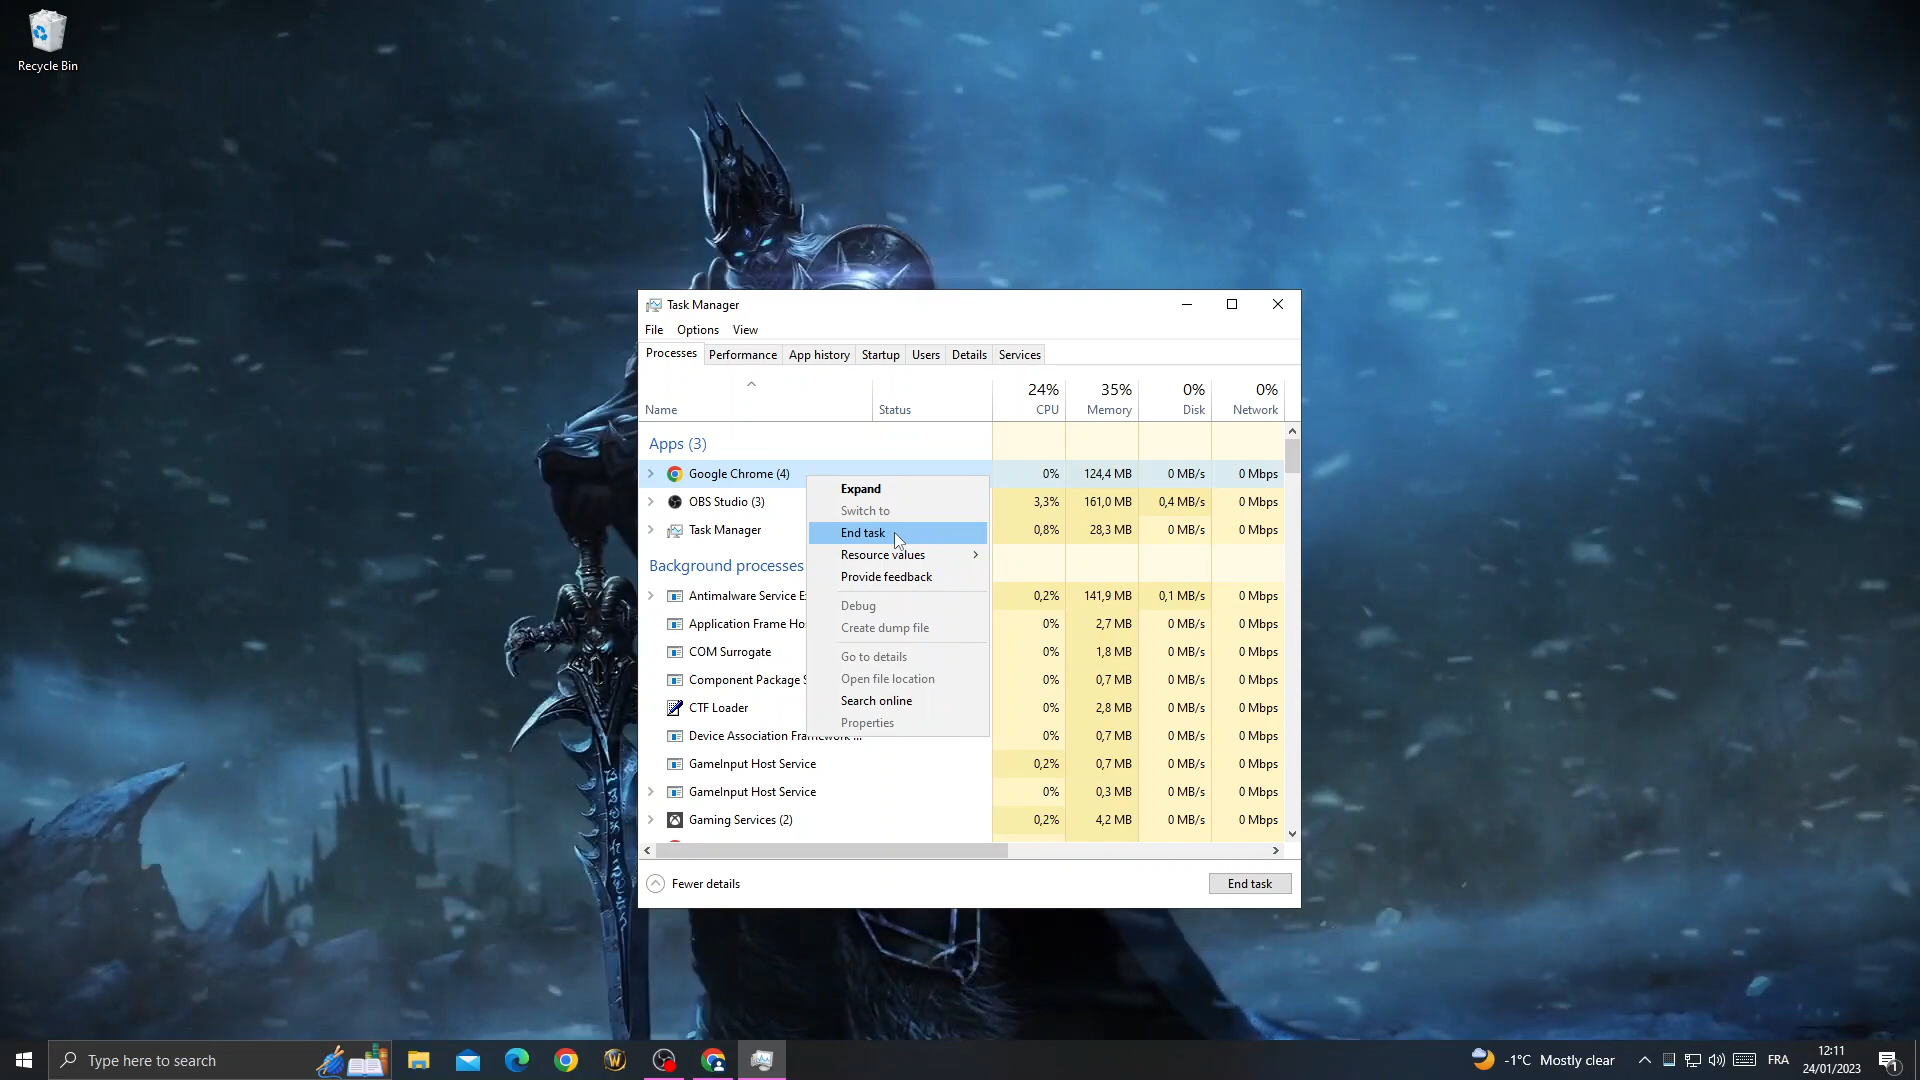 Recycle Bin
Task Manager
File Options View
Processes Performance App history Startup Users Details Services
24% 35% 0% 0%
Name Status CPU Memory Disk Network
Apps (3)
Google Chrome (4) 0% 124,4 MB 0 MB/s 0 Mbps
OBS Studio (3) 3,3% 161,0 MB 0,4 MB/s 0 Mbps
Task Manager 0,8% 28,3 MB 0 MB/s 0 Mbps
Background processes
Antimalware Service E 0,2% 141,9 MB 0,1 MB/s 0 Mbps
Application Frame Ho 0% 2,7 MB 0 MB/s 0 Mbps
COM Surrogate 0% 1,8 MB 0 MB/s 0 Mbps
Component Package 0% 0,7 MB 0 MB/s 0 Mbps
CTF Loader 0% 2,8 MB 0 MB/s 0 Mbps
Device Association Framework ... 0% 0,7 MB 0 MB/s 0 Mbps
GameInput Host Service 0,2% 0,7 MB 0 MB/s 0 Mbps
GameInput Host Service 0% 0,3 MB 0 MB/s 0 Mbps
Gaming Services (2) 0,2% 4,2 MB 0 MB/s 0 Mbps
Expand
Switch to
End task
Resource values
Provide feedback
Debug
Create dump file
Go to details
Open file location
Search online
Properties
Fewer details End task
Type here to search
-1°C Mostly clear
FRA
12:11
24/01/2023
1